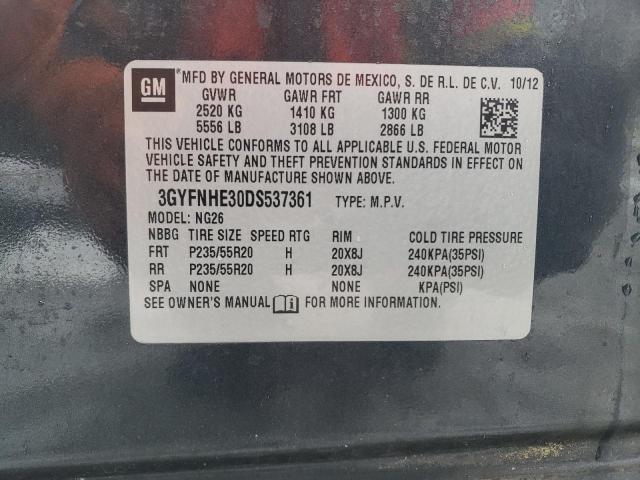 GM
*MFD BY GENERAL MOTORS DE MEXICO, S. DE R.L. DE C.V. 10/12
GVWR GAWR FRT GAWR RR
2520 KG 1410 KG 1300 KG
5556 LB 3108 LB 2866 LB
THIS VEHICLE CONFORMS TO ALL APPLICABLE U.S. FEDERAL MOTOR
VEHICLE SAFETY AND THEFT PREVENTION STANDARDS IN EFFECT ON
THE DATE OF MANUFACTURE SHOWN ABOVE.
3GYFNHE30DS537361 TYPE: M.P.V.
MODEL: NG26
NBBG TIRE SIZE SPEED RTG RIM COLD TIRE PRESSURE
FRT P235/55R20 H 20X8J 240KPA(35PSI)
RR P235/55R20 H 20X8J 240KPA(35PSI)
SPA NONE NONE KPA(PSI)
SEE OWNER'S MANUAL FOR MORE INFORMATION.